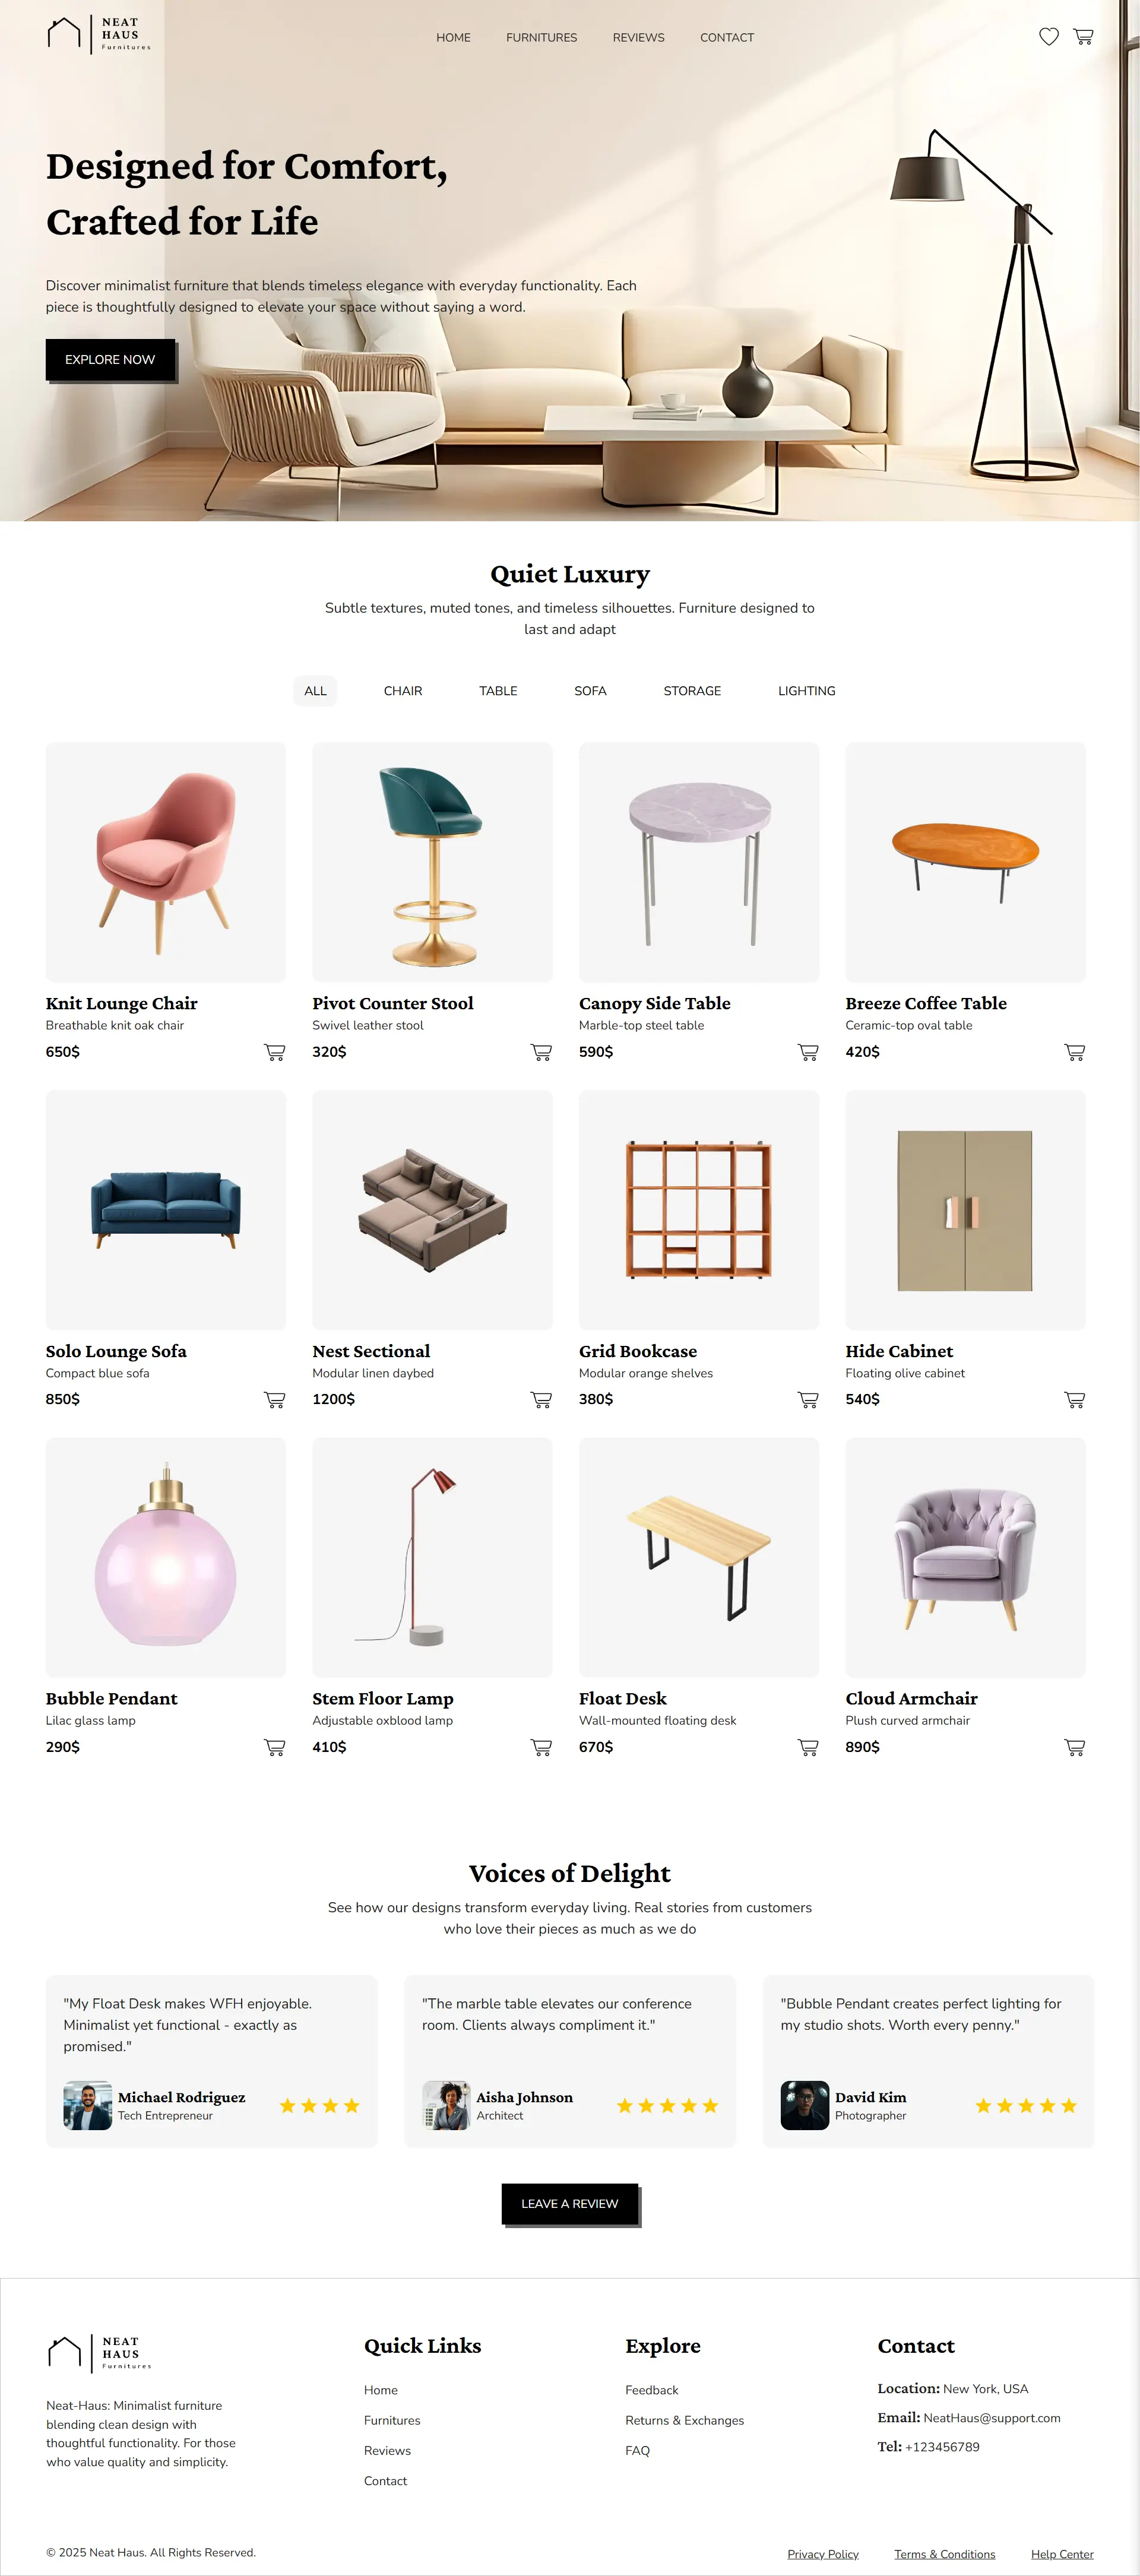 NEAT
HAUS
Furnitures
HOME FURNITURES REVIEWS CONTACT
Designed for Comfort,
Crafted for Life
Discover minimalist furniture that blends timeless elegance with everyday functionality. Each
piece is thoughtfully designed to elevate your space without saying a word.
EXPLORE NOW
Quiet Luxury
Subtle textures, muted tones, and timeless silhouettes. Furniture designed to
last and adapt
ALL CHAIR TABLE SOFA STORAGE LIGHTING
Knit Lounge Chair
Breathable knit oak chair
650$
Pivot Counter Stool
Swivel leather stool
320$
Canopy Side Table
Marble-top steel table
590$
Breeze Coffee Table
Ceramic-top oval table
420$
Solo Lounge Sofa
Compact blue sofa
850$
Nest Sectional
Modular linen daybed
1200$
Grid Bookcase
Modular orange shelves
380$
Hide Cabinet
Floating olive cabinet
540$
Bubble Pendant
Lilac glass lamp
290$
Stem Floor Lamp
Adjustable oxblood lamp
410$
Float Desk
Wall-mounted floating desk
670$
Cloud Armchair
Plush curved armchair
890$
Voices of Delight
See how our designs transform everyday living. Real stories from customers
who love their pieces as much as we do
"My Float Desk makes WFH enjoyable.
Minimalist yet functional - exactly as
promised."
Michael Rodriguez
Tech Entrepreneur
"The marble table elevates our conference
room. Clients always compliment it."
Aisha Johnson
Architect
"Bubble Pendant creates perfect lighting for
my studio shots. Worth every penny."
David Kim
Photographer
LEAVE A REVIEW
NEAT
HAUS
Furnitures
Neat-Haus: Minimalist furniture
blending clean design with
thoughtful functionality. For those
who value quality and simplicity.
Quick Links
Home
Furnitures
Reviews
Contact
Explore
Feedback
Returns & Exchanges
FAQ
Contact
Location: New York, USA
Email: NeatHaus@support.com
Tel: +123456789
© 2025 Neat Haus. All Rights Reserved.
Privacy Policy Terms & Conditions Help Center